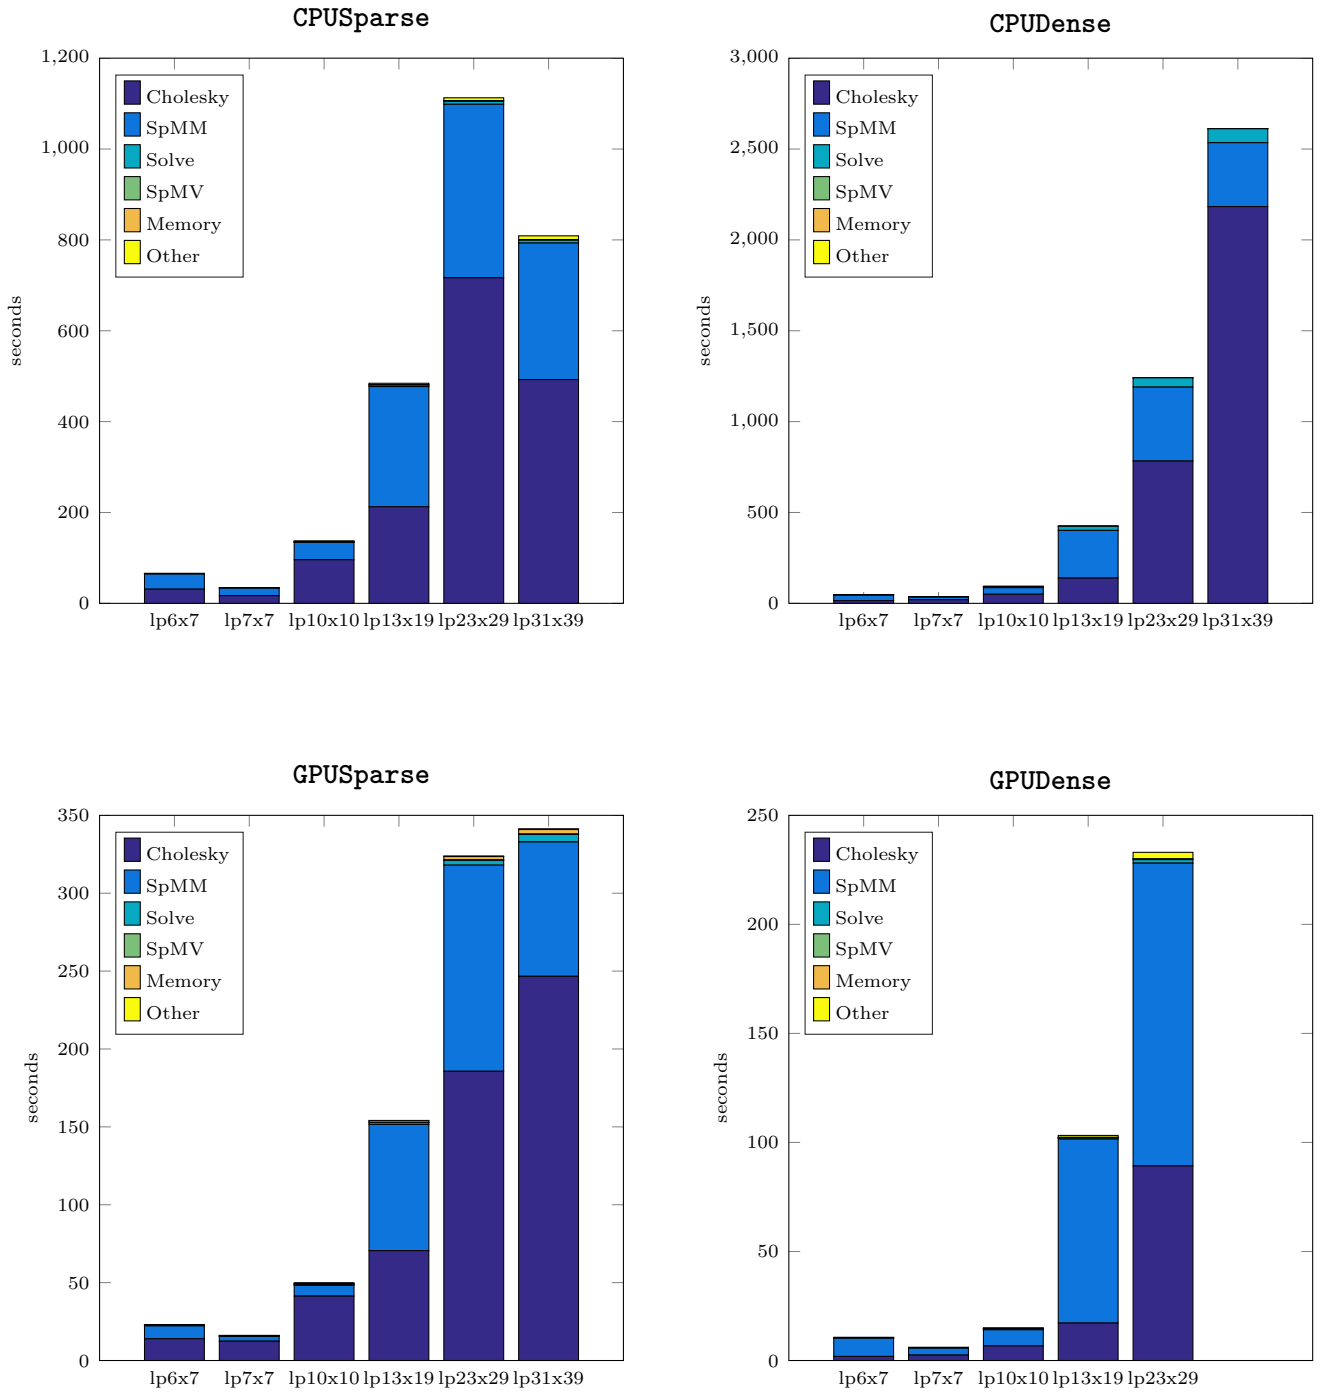 CPUSparse
1,200
1,000
800
600
400
200
0
seconds
Cholesky
SpMM
Solve
SpMV
Memory
Other
lp6x7 lp7x7 lp10x10 lp13x19 lp23x29 lp31x39
CPUDense
3,000
2,500
2,000
1,500
1,000
500
0
seconds
Cholesky
SpMM
Solve
SpMV
Memory
Other
lp6x7 lp7x7 lp10x10 lp13x19 lp23x29 lp31x39
GPUSparse
350
300
250
200
150
100
50
0
seconds
Cholesky
SpMM
Solve
SpMV
Memory
Other
lp6x7 lp7x7 lp10x10 lp13x19 lp23x29 lp31x39
GPUDense
250
200
150
100
50
0
seconds
Cholesky
SpMM
Solve
SpMV
Memory
Other
lp6x7 lp7x7 lp10x10 lp13x19 lp23x29